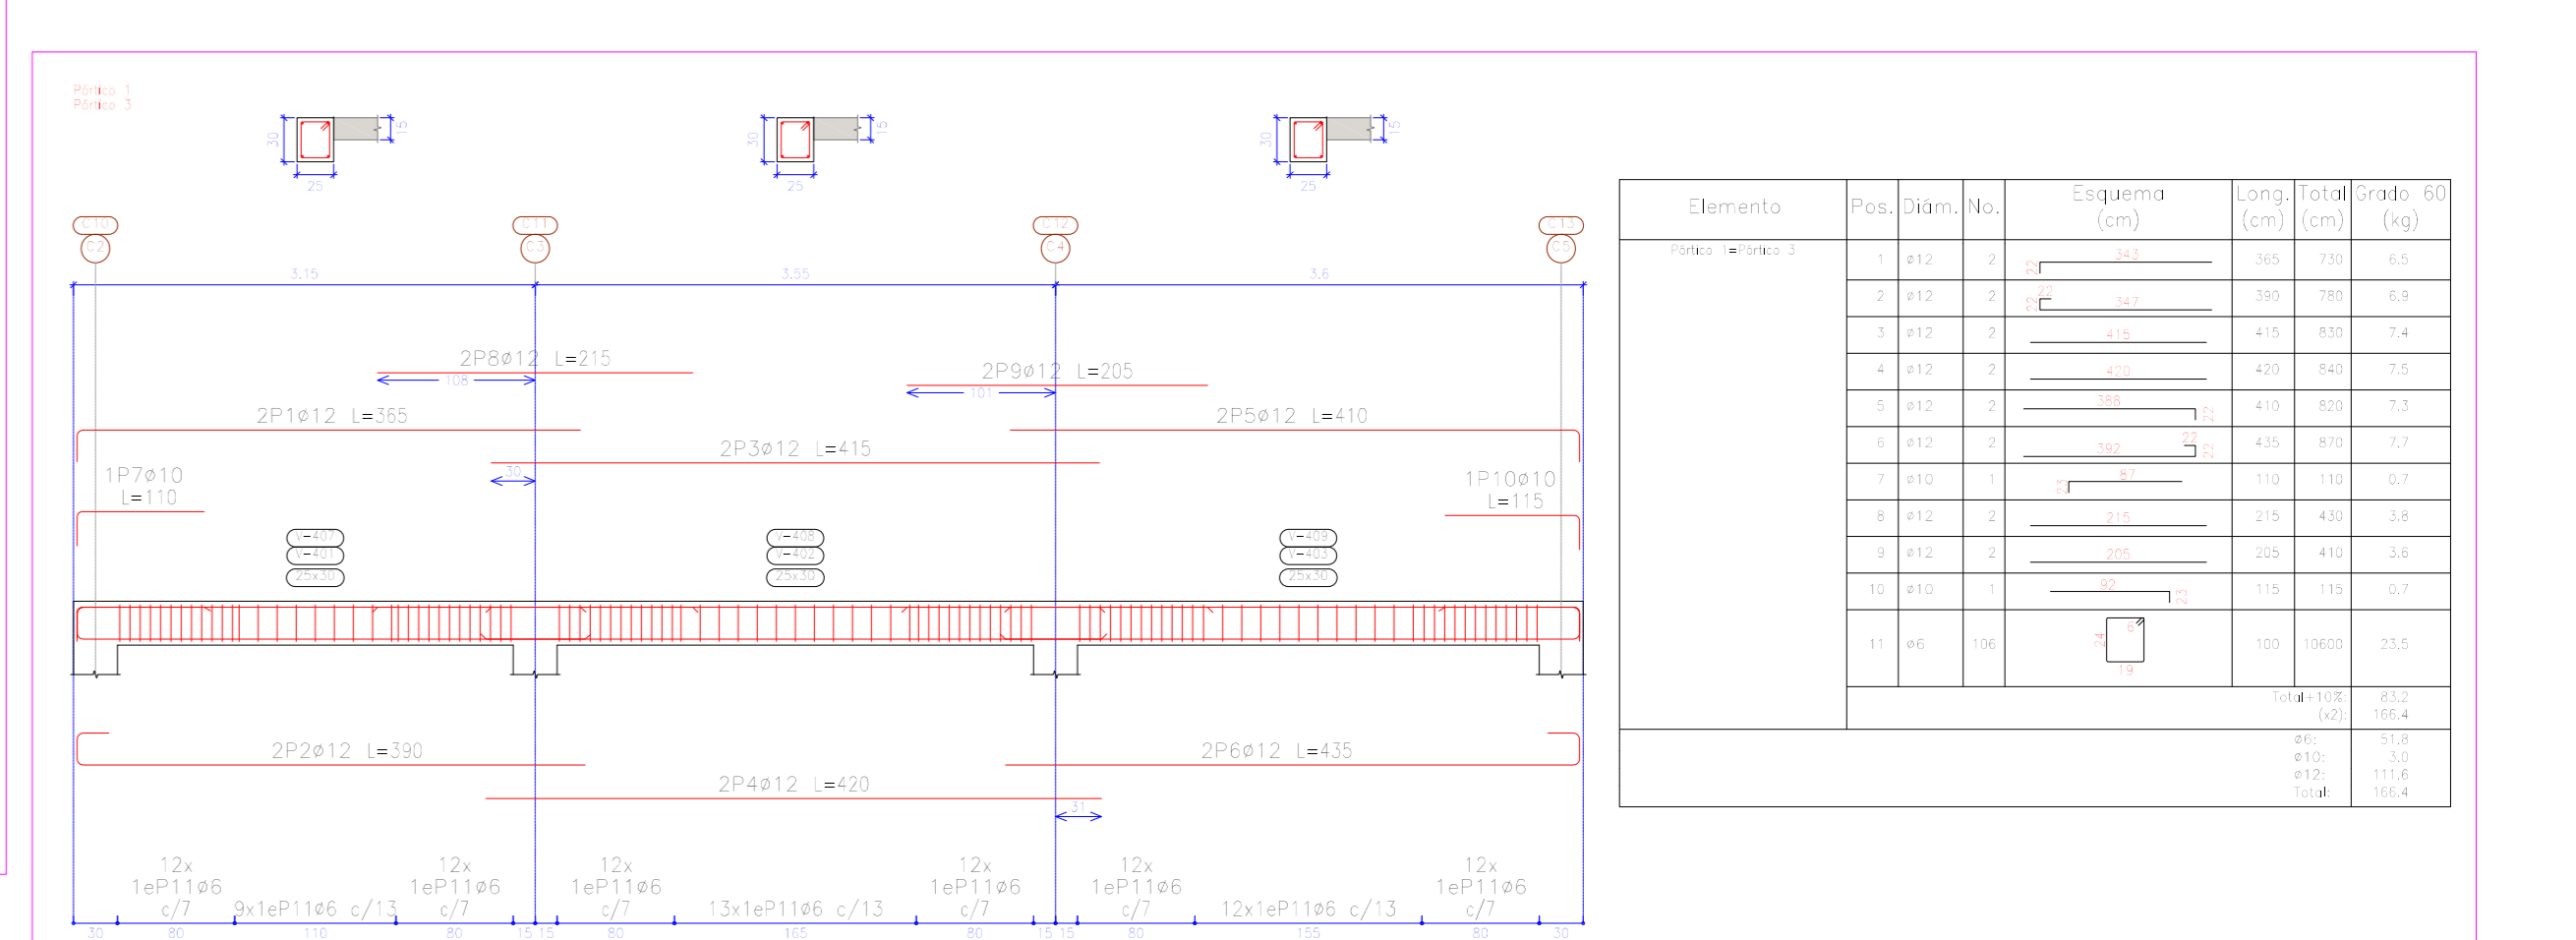 Pórtico 1
Pórtico 3
30
15
25
30
15
25
30
15
25
C10
C2
C11
C3
C12
C4
C13
C5
3.15
3.55
3.6
2P8ø12 L=215
108
2P9ø12 L=205
101
2P1ø12 L=365
2P5ø12 L=410
2P3ø12 L=415
30
1P7ø10
L=110
1P10ø10
L=115
V-407
V-401
25x30
V-408
V-402
25x30
V-409
V-403
25x30
2P2ø12 L=390
2P6ø12 L=435
2P4ø12 L=420
31
12x
1eP11ø6
c/7
9x1eP11ø6 c/13
12x
1eP11ø6
c/7
12x
1eP11ø6
c/7
13x1eP11ø6 c/13
12x
1eP11ø6
c/7
12x
1eP11ø6
c/7
12x1eP11ø6 c/13
12x
1eP11ø6
c/7
30 80 110 80 15 15 80 165 80 15 15 80 155 80 30
Elemento Pos. Diám. No. Esquema (cm) Long. (cm) Total (cm) Grado 60 (kg)
Pórtico 1=Pórtico 3
1 ø12 2 22 343 365 730 6.5
2 ø12 2 22 22 347 390 780 6.9
3 ø12 2 415 415 830 7.4
4 ø12 2 420 420 840 7.5
5 ø12 2 388 22 410 820 7.3
6 ø12 2 392 22 22 435 870 7.7
7 ø10 1 23 87 110 110 0.7
8 ø12 2 215 215 430 3.8
9 ø12 2 205 205 410 3.6
10 ø10 1 92 23 115 115 0.7
11 ø6 106 24 6 19 100 10600 23.5
Total+10%: 83.2
(x2): 166.4
ø6: 51.8
ø10: 3.0
ø12: 111.6
Total: 166.4